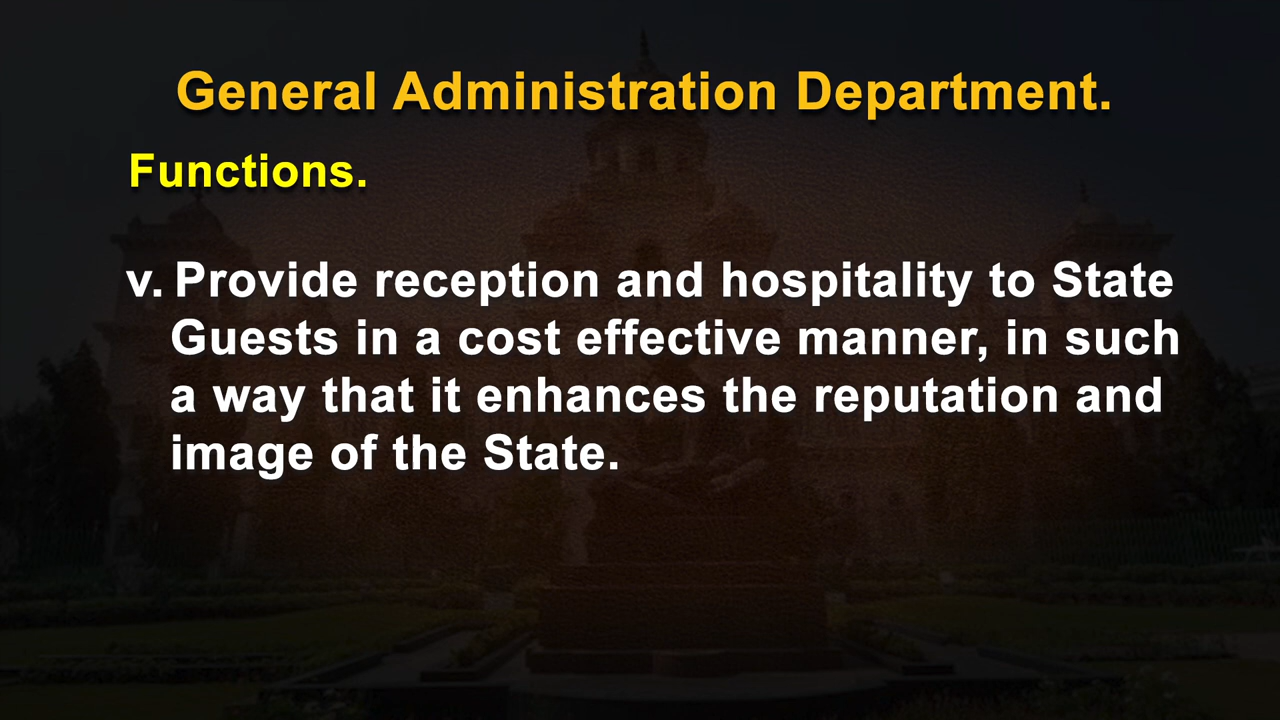 General Administration Department.
Functions.
v. Provide reception and hospitality to State
Guests in a cost effective manner, in such
a way that it enhances the reputation and
image of the State.